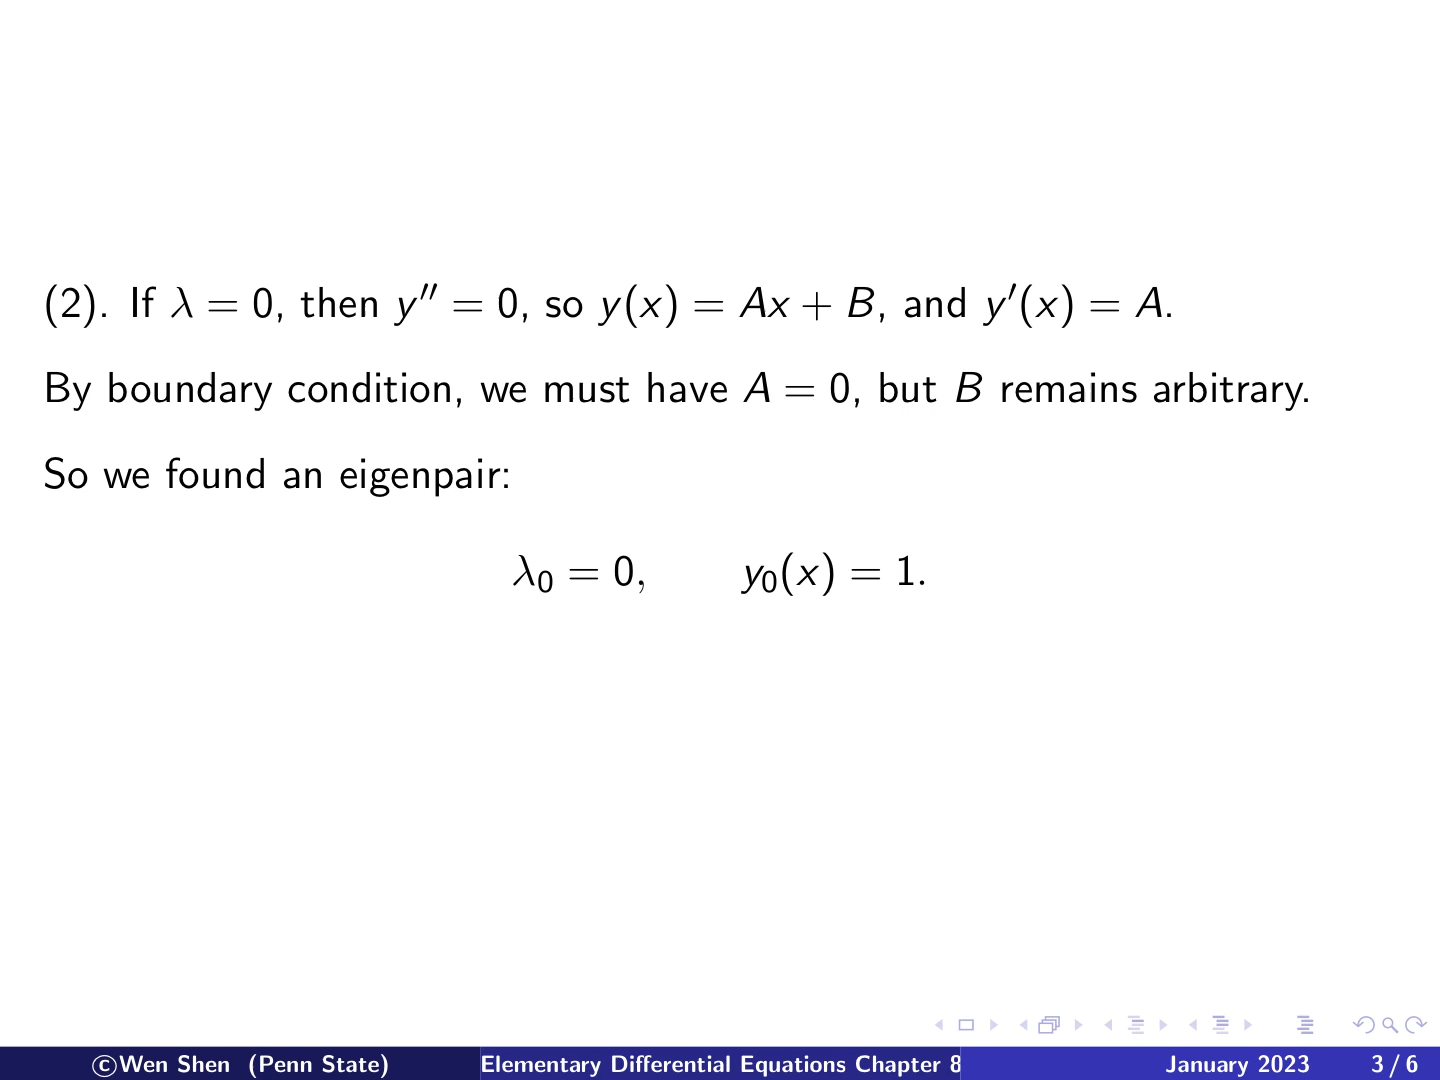 (2). If λ = 0, then y″ = 0, so y(x) = Ax + B, and y′(x) = A.
By boundary condition, we must have A = 0, but B remains arbitrary.
So we found an eigenpair:
λ₀ = 0, y₀(x) = 1.
©Wen Shen (Penn State) Elementary Differential Equations Chapter 8 January 2023 3 / 6